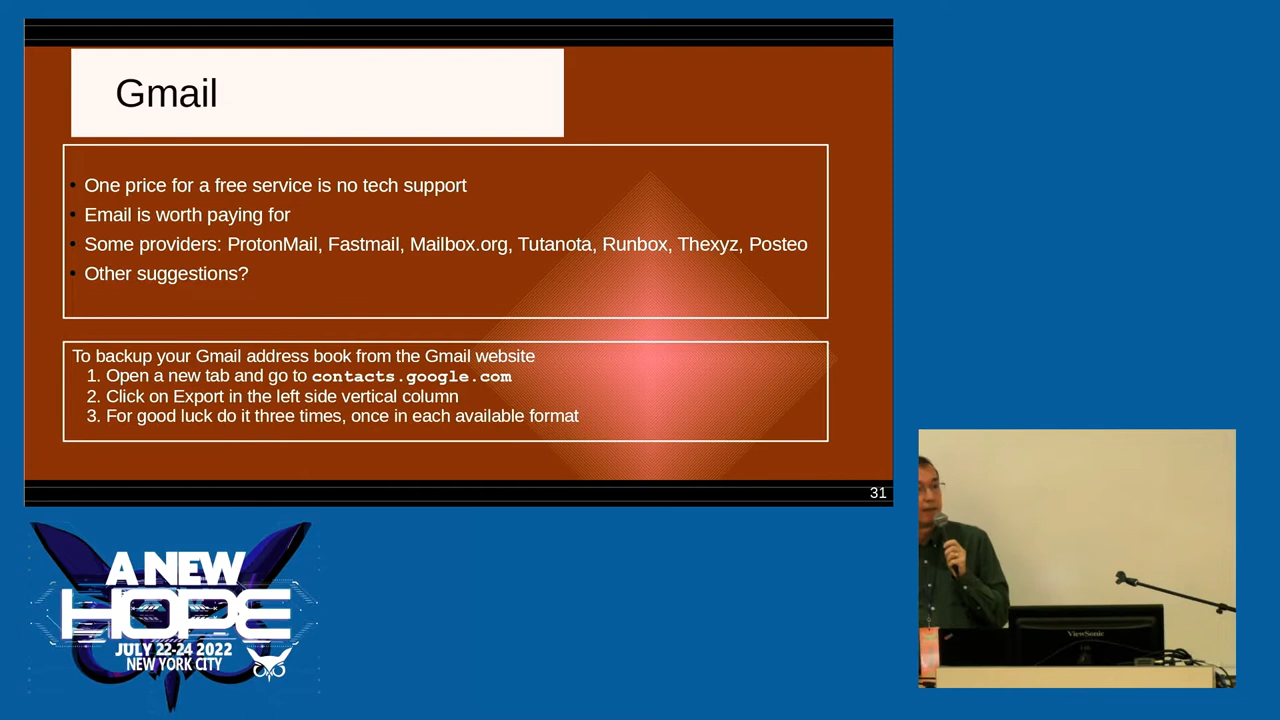 Gmail
• One price for a free service is no tech support
• Email is worth paying for
• Some providers: ProtonMail, Fastmail, Mailbox.org, Tutanota, Runbox, Thexyz, Posteo
• Other suggestions?
To backup your Gmail address book from the Gmail website
1. Open a new tab and go to contacts.google.com
2. Click on Export in the left side vertical column
3. For good luck do it three times, once in each available format
31
A NEW
HOPE
JULY 22-24 2022
NEW YORK CITY
ViewSonic